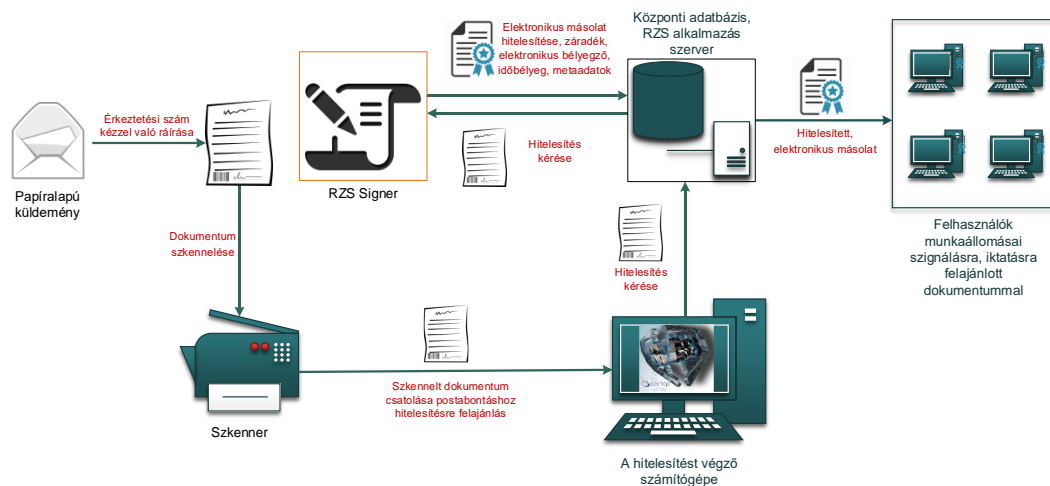 Elektronikus másolat
hitelesítése, záradék,
elektronikus bélyegző,
időbélyeg, metaadatok
Központi adatbázis,
RZS alkalmazás
szerver
Érkeztetési szám
kézzel való ráírása
Hitelesítés
kérése
Hitelesített,
elektronikus másolat
Papíralapú
küldemény
RZS Signer
Dokumentum
szkennelése
Hitelesítés
kérése
Felhasználók
munkaállomásai
szignálásra, iktatásra
felajánlott
dokumentummal
Szkennelt dokumentum
csatolása postabontáshoz
hitelesítésre felajánlás
Szkenner
A hitelesítést végző
számítógépe